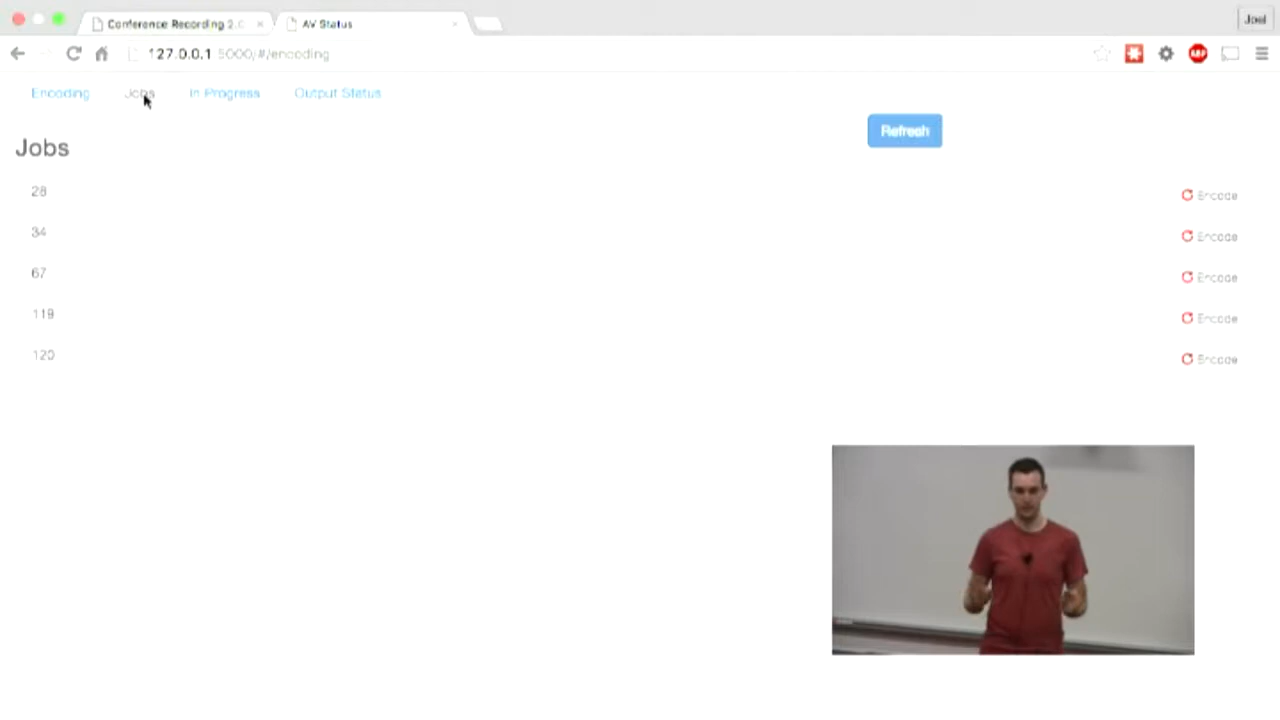 Conference Recording 2.0
AV Status
Joel
127.0.0.1:5000/#/encoding
ABP
Encoding
Jobs
In Progress
Output Status
Refresh
Jobs
28
Encode
34
Encode
67
Encode
119
Encode
120
Encode